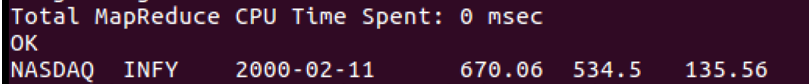 Total MapReduce CPU Time Spent: 0 msec
OK
NASDAQ INFY 2000-02-11 670.06 534.5 135.56